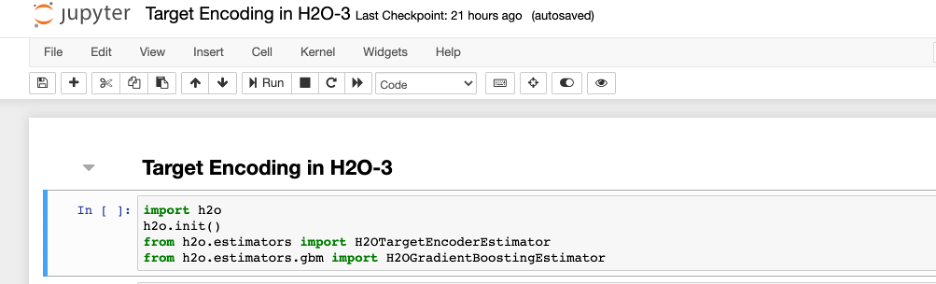 jupyter Target Encoding in H2O-3 Last Checkpoint: 21 hours ago (autosaved)
File Edit View Insert Cell Kernel Widgets Help
Run Code
Target Encoding in H2O-3
In [ ]: import h2o
h2o.init()
from h2o.estimators import H2OTargetEncoderEstimator
from h2o.estimators.gbm import H2OGradientBoostingEstimator